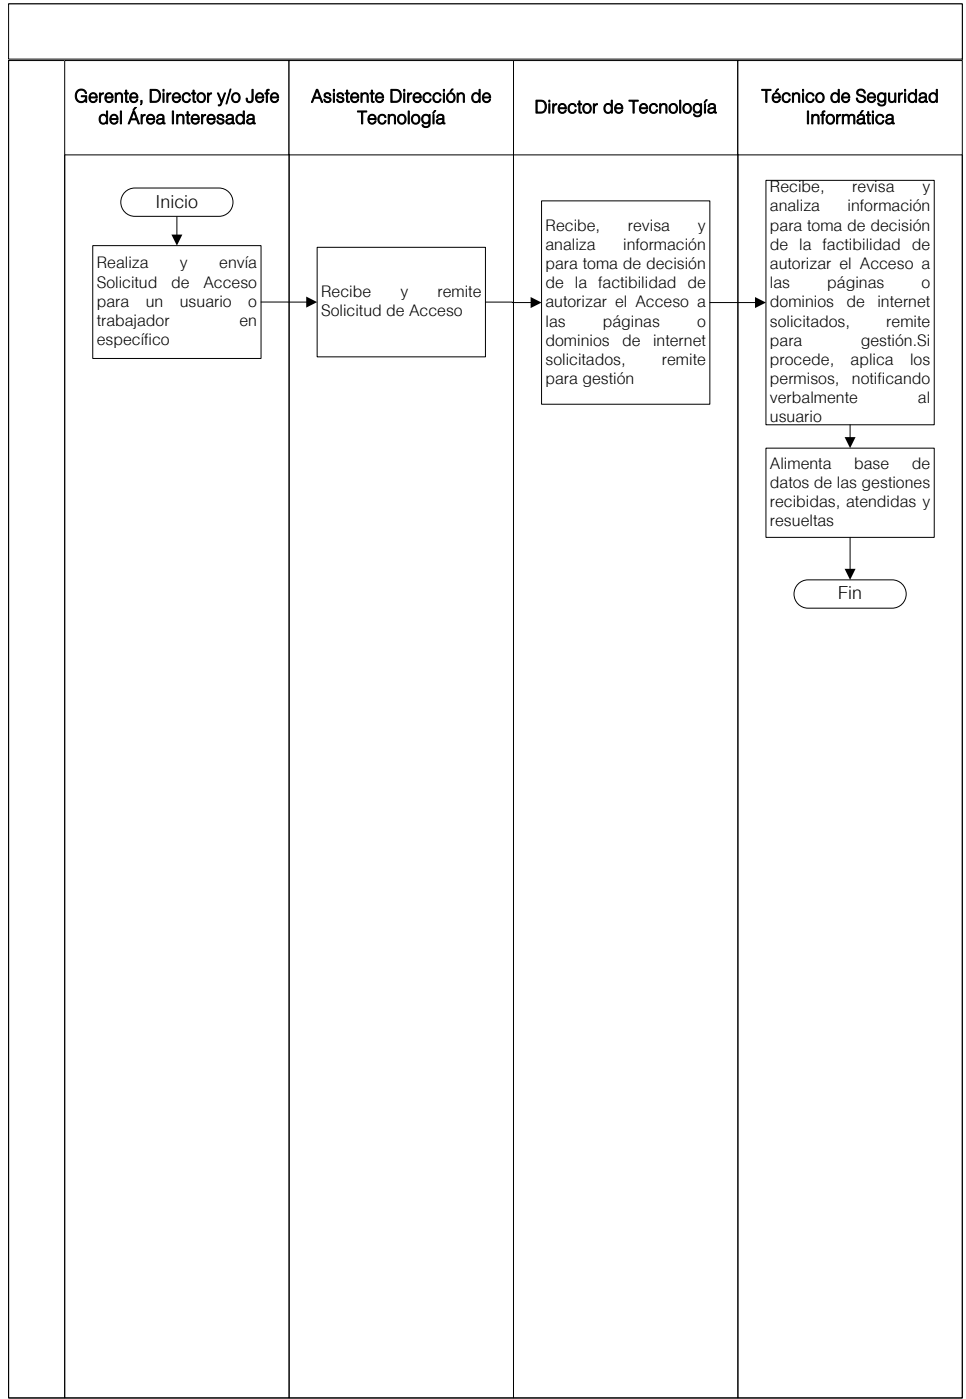 Gerente, Director y/o Jefe
del Área Interesada
Asistente Dirección de
Tecnología
Director de Tecnología
Técnico de Seguridad
Informática
Inicio
Realiza y envía
Solicitud de Acceso
para un usuario o
trabajador en
específico
Recibe y remite
Solicitud de Acceso
Recibe, revisa y
analiza información
para toma de decisión
de la factibilidad de
autorizar el Acceso a
las páginas o
dominios de internet
solicitados, remite
para gestión
Recibe, revisa y
analiza información
para toma de decisión
de la factibilidad de
autorizar el Acceso a
las páginas o
dominios de internet
solicitados, remite
para gestión.Si
procede, aplica los
permisos, notificando
verbalmente al
usuario
Alimenta base de
datos de las gestiones
recibidas, atendidas y
resueltas
Fin